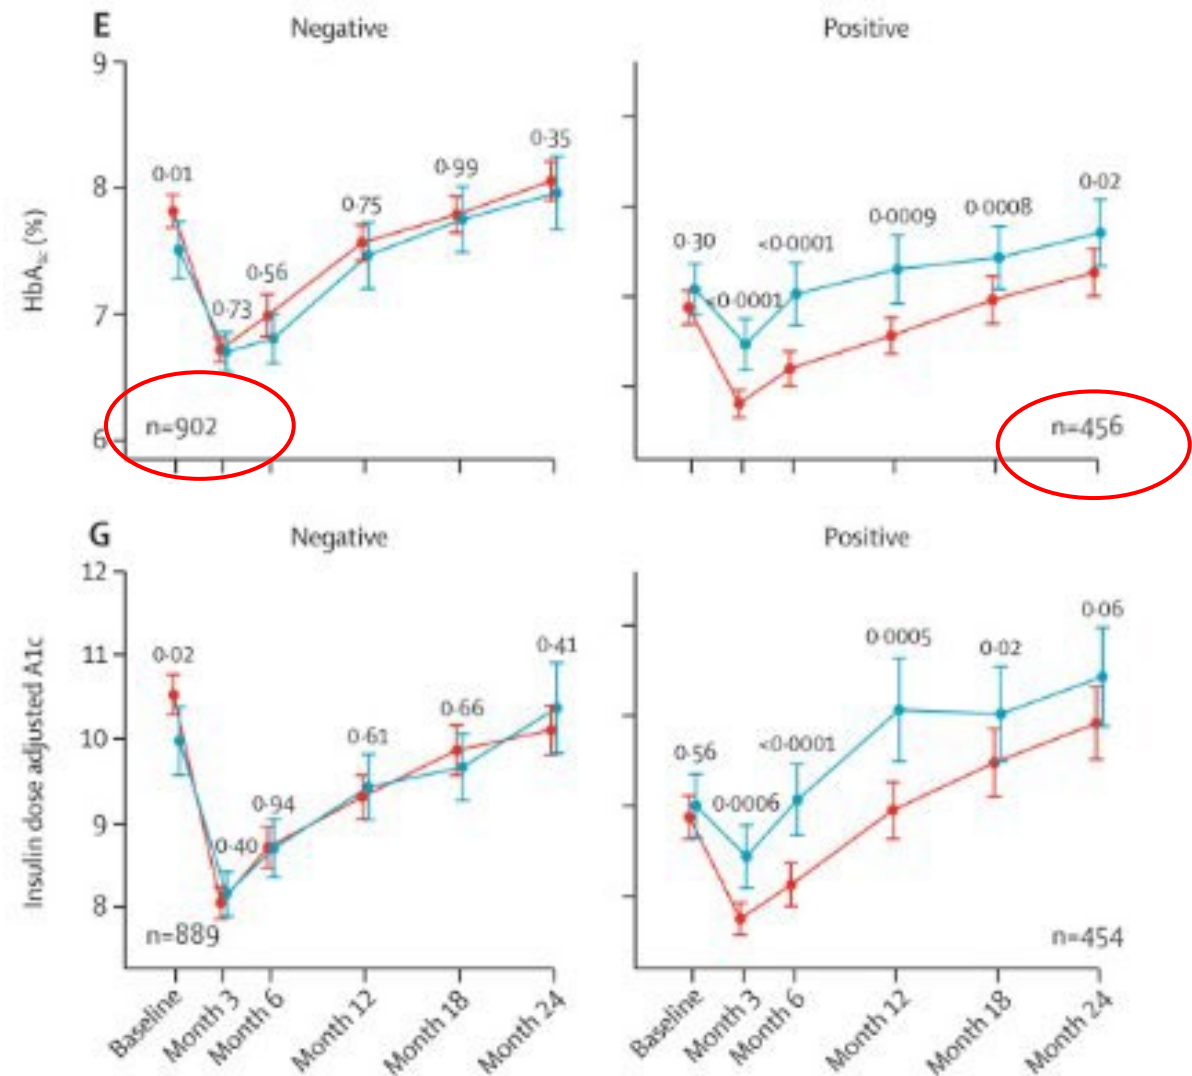 E
Negative
Positive
HbA1c (%)
9
8
7
6
0·01
0·73
0·56
0·75
0·99
0·35
n=902
0·30
<0·0001
<0·0001
0·0009
0·0008
0·02
n=456
G
Negative
Positive
Insulin dose adjusted A1c
12
11
10
9
8
0·02
0·40
0·94
0·61
0·66
0·41
n=889
0·56
0·0006
<0·0001
0·0005
0·02
0·06
n=454
Baseline
Month 3
Month 6
Month 12
Month 18
Month 24
Baseline
Month 3
Month 6
Month 12
Month 18
Month 24